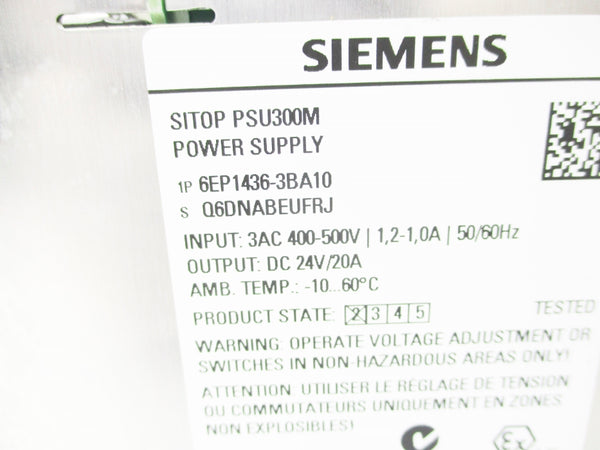 SIEMENS
SITOP PSU300M
POWER SUPPLY
1P 6EP1436-3BA10
S Q6DNABEUFRJ
INPUT: 3AC 400-500V | 1,2-1,0A | 50/60Hz
OUTPUT: DC 24V/20A
AMB. TEMP.: -10...60°C
PRODUCT STATE: 2 3 4 5 TESTED
WARNING: OPERATE VOLTAGE ADJUSTMENT OR
SWITCHES IN NON-HAZARDOUS AREAS ONLY!
ATTENTION: UTILISER LE RÉGLAGE DE TENSION
OU COMMUTATEURS UNIQUEMENT EN ZONES
NON EXPLOSIBLES!